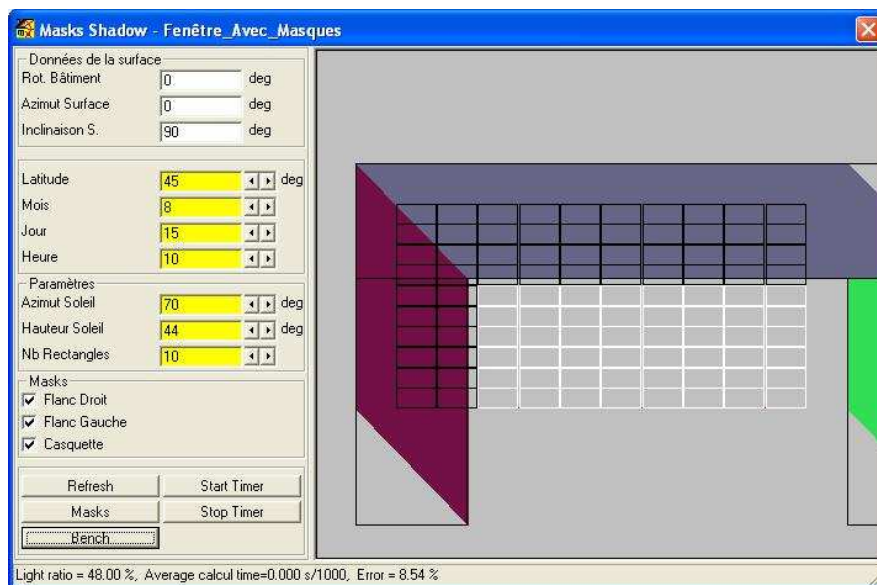 Masks Shadow - Fenêtre_Avec_Masques
Données de la surface
Rot. Bâtiment 0 deg
Azimut Surface 0 deg
Inclinaison S. 90 deg
Latitude 45 deg
Mois 8
Jour 15
Heure 10
Paramètres
Azimut Soleil 70 deg
Hauteur Soleil 44 deg
Nb Rectangles 10
Masks
Flanc Droit
Flanc Gauche
Casquette
Refresh Start Timer
Masks Stop Timer
Bench
Light ratio = 48.00 %, Average calcul time=0.000 s/1000, Error = 8.54 %